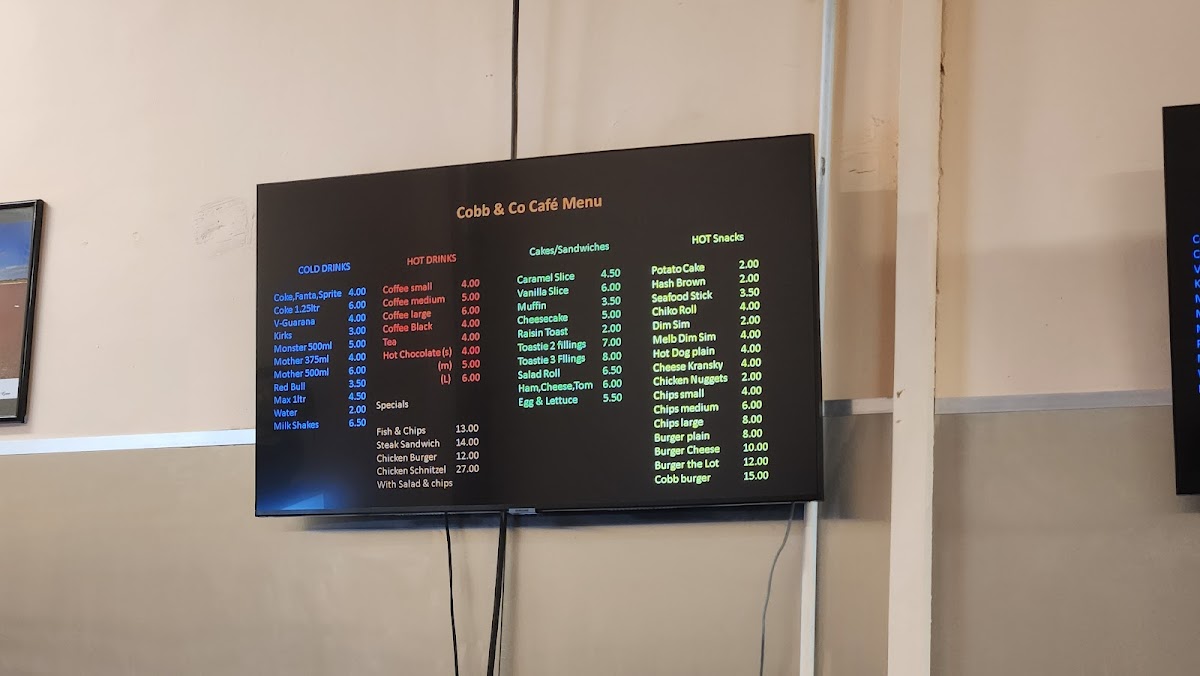 Cobb & Co Café Menu
COLD DRINKS
Coke,Fanta,Sprite 4.00
Coke 1.25ltr 6.00
V-Guarana 4.00
Kirks 3.00
Monster 500ml 5.00
Mother 375ml 4.00
Mother 500ml 6.00
Red Bull 3.50
Max 1ltr 4.50
Water 2.00
Milk Shakes 6.50
HOT DRINKS
Coffee small 4.00
Coffee medium 5.00
Coffee large 6.00
Coffee Black 4.00
Tea 4.00
Hot Chocolate (s) 4.00
(m) 5.00
(L) 6.00
Specials
Fish & Chips 13.00
Steak Sandwich 14.00
Chicken Burger 12.00
Chicken Schnitzel 27.00
With Salad & chips
Cakes/Sandwiches
Caramel Slice 4.50
Vanilla Slice 6.00
Muffin 3.50
Cheesecake 5.00
Raisin Toast 2.00
Toastie 2 fillings 7.00
Toastie 3 FIlings 8.00
Salad Roll 6.50
Ham,Cheese,Tom 6.00
Egg & Lettuce 5.50
HOT Snacks
Potato Cake 2.00
Hash Brown 2.00
Seafood Stick 3.50
Chiko Roll 4.00
Dim Sim 2.00
Melb Dim Sim 4.00
Hot Dog plain 4.00
Cheese Kransky 4.00
Chicken Nuggets 2.00
Chips small 4.00
Chips medium 6.00
Chips large 8.00
Burger plain 8.00
Burger Cheese 10.00
Burger the Lot 12.00
Cobb burger 15.00